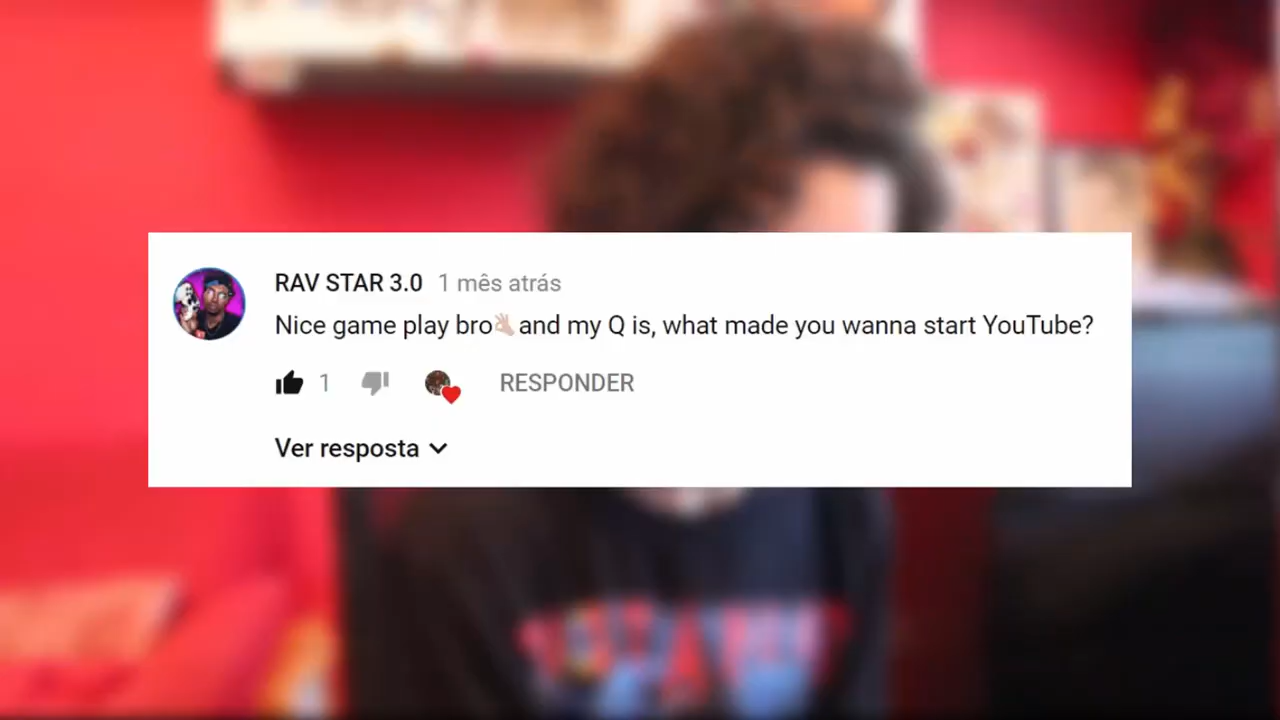 RAV STAR 3.0 1 mês atrás
Nice game play bro👌🏻and my Q is, what made you wanna start YouTube?
1 RESPONDER
Ver resposta